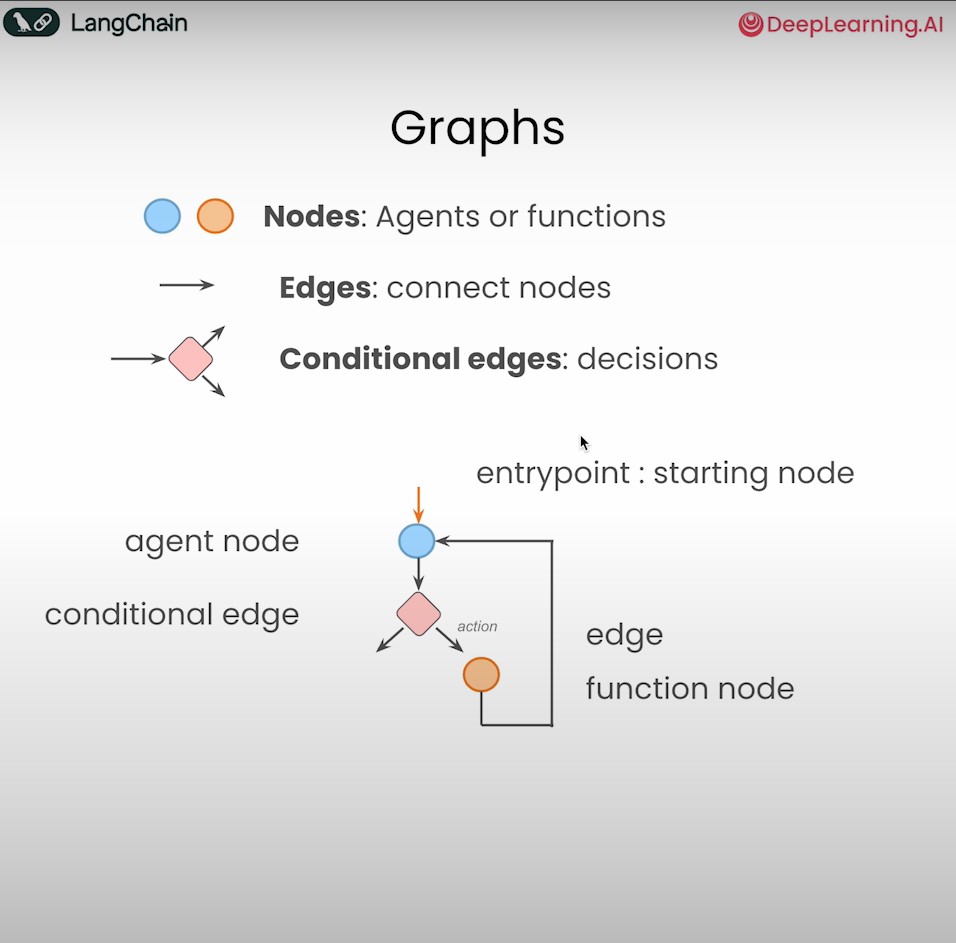 LangChain
DeepLearning.AI
Graphs
Nodes: Agents or functions
Edges: connect nodes
Conditional edges: decisions
entrypoint : starting node
agent node
conditional edge
action
edge
function node